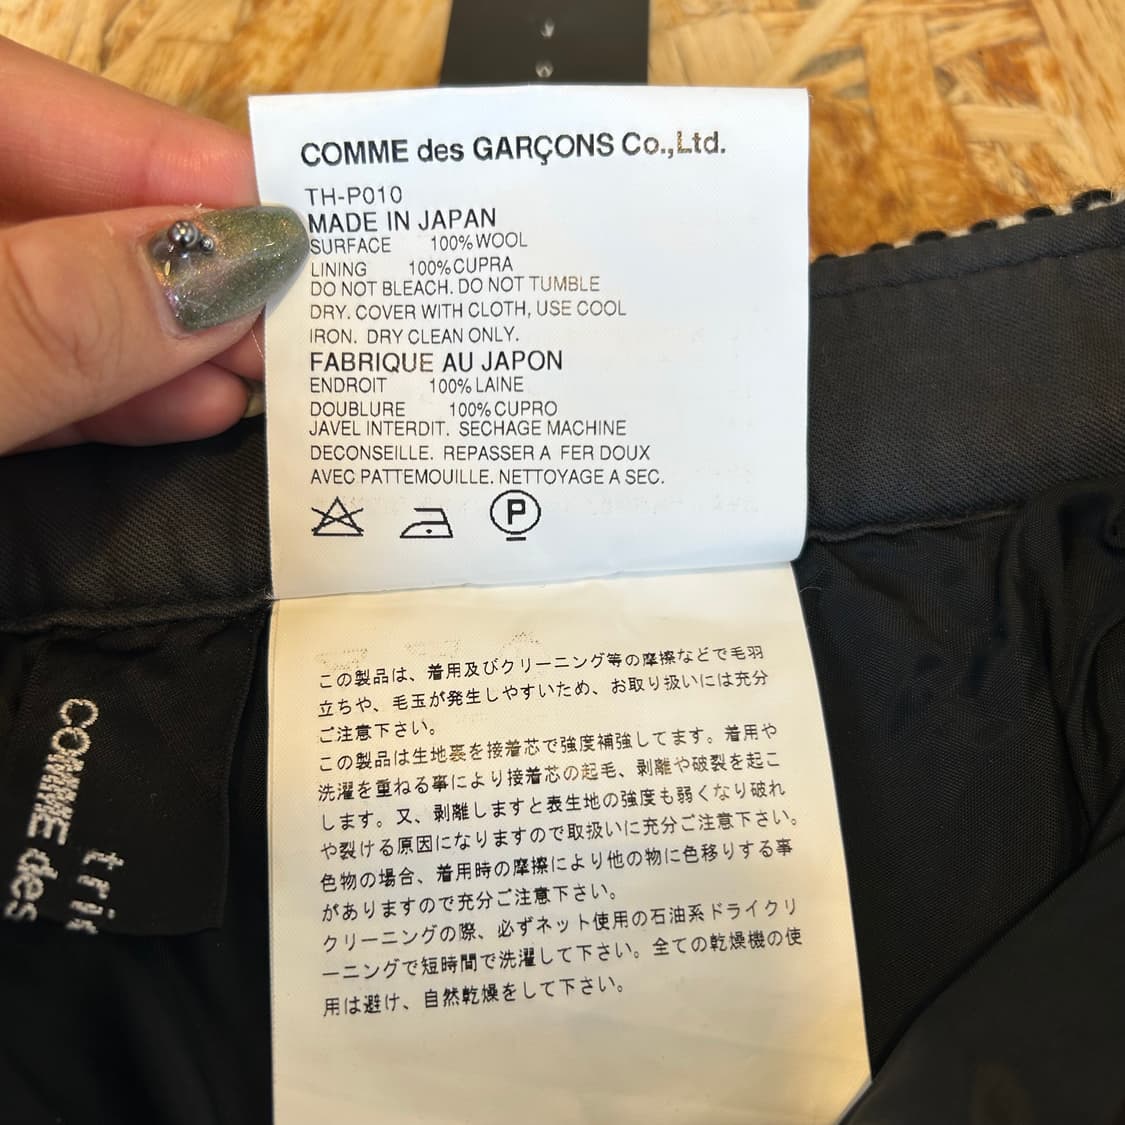 COMME des GARÇONS Co.,Ltd.
TH-P010
MADE IN JAPAN
SURFACE 100%WOOL
LINING 100%CUPRA
DO NOT BLEACH. DO NOT TUMBLE
DRY. COVER WITH CLOTH, USE COOL
IRON. DRY CLEAN ONLY.
FABRIQUE AU JAPON
ENDROIT 100%LAINE
DOUBLURE 100%CUPRO
JAVEL INTERDIT. SECHAGE MACHINE
DECONSEILLE. REPASSER A FER DOUX
AVEC PATTEMOUILLE. NETTOYAGE A SEC.
P
この製品は、着用及びクリーニング等の摩擦などで毛羽
立ちや、毛玉が発生しやすいため、お取り扱いには充分
ご注意下さい。
この製品は生地裏を接着芯で強度補強してます。着用や
洗濯を重ねる事により接着芯の起毛、剥離や破裂を起こ
します。又、剥離しますと表生地の強度も弱くなり破れ
や裂ける原因になりますので取扱いに充分ご注意下さい。
色物の場合、着用時の摩擦により他の物に色移りする事
がありますので充分ご注意下さい。
クリーニングの際、必ずネット使用の石油系ドライクリ
ーニングで短時間で洗濯して下さい。全ての乾燥機の使
用は避け、自然乾燥をして下さい。
COMME des
tri